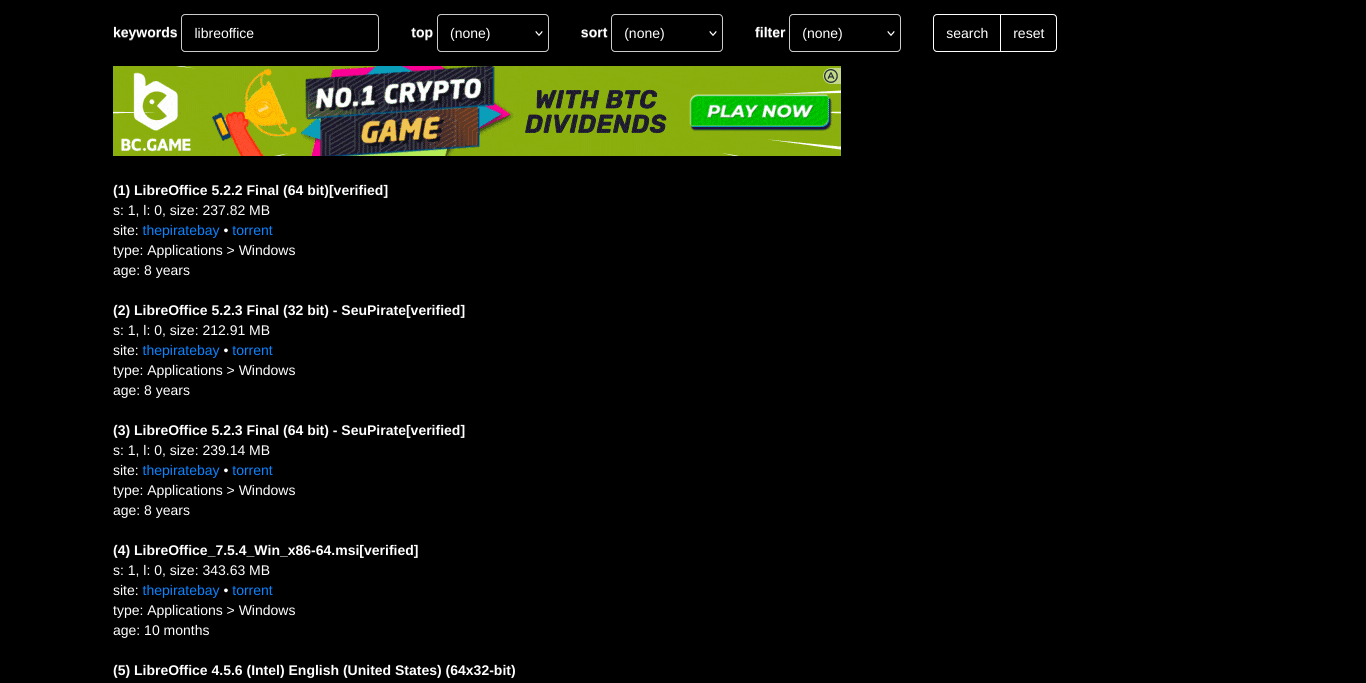 keywords libreoffice top (none) sort (none) filter (none) search reset
BC.GAME NO.1 CRYPTO GAME WITH BTC DIVIDENDS PLAY NOW
(1) LibreOffice 5.2.2 Final (64 bit)[verified]
s: 1, l: 0, size: 237.82 MB
site: thepiratebay • torrent
type: Applications > Windows
age: 8 years
(2) LibreOffice 5.2.3 Final (32 bit) - SeuPirate[verified]
s: 1, l: 0, size: 212.91 MB
site: thepiratebay • torrent
type: Applications > Windows
age: 8 years
(3) LibreOffice 5.2.3 Final (64 bit) - SeuPirate[verified]
s: 1, l: 0, size: 239.14 MB
site: thepiratebay • torrent
type: Applications > Windows
age: 8 years
(4) LibreOffice_7.5.4_Win_x86-64.msi[verified]
s: 1, l: 0, size: 343.63 MB
site: thepiratebay • torrent
type: Applications > Windows
age: 10 months
(5) LibreOffice 4.5.6 (Intel) English (United States) (64x32-bit)